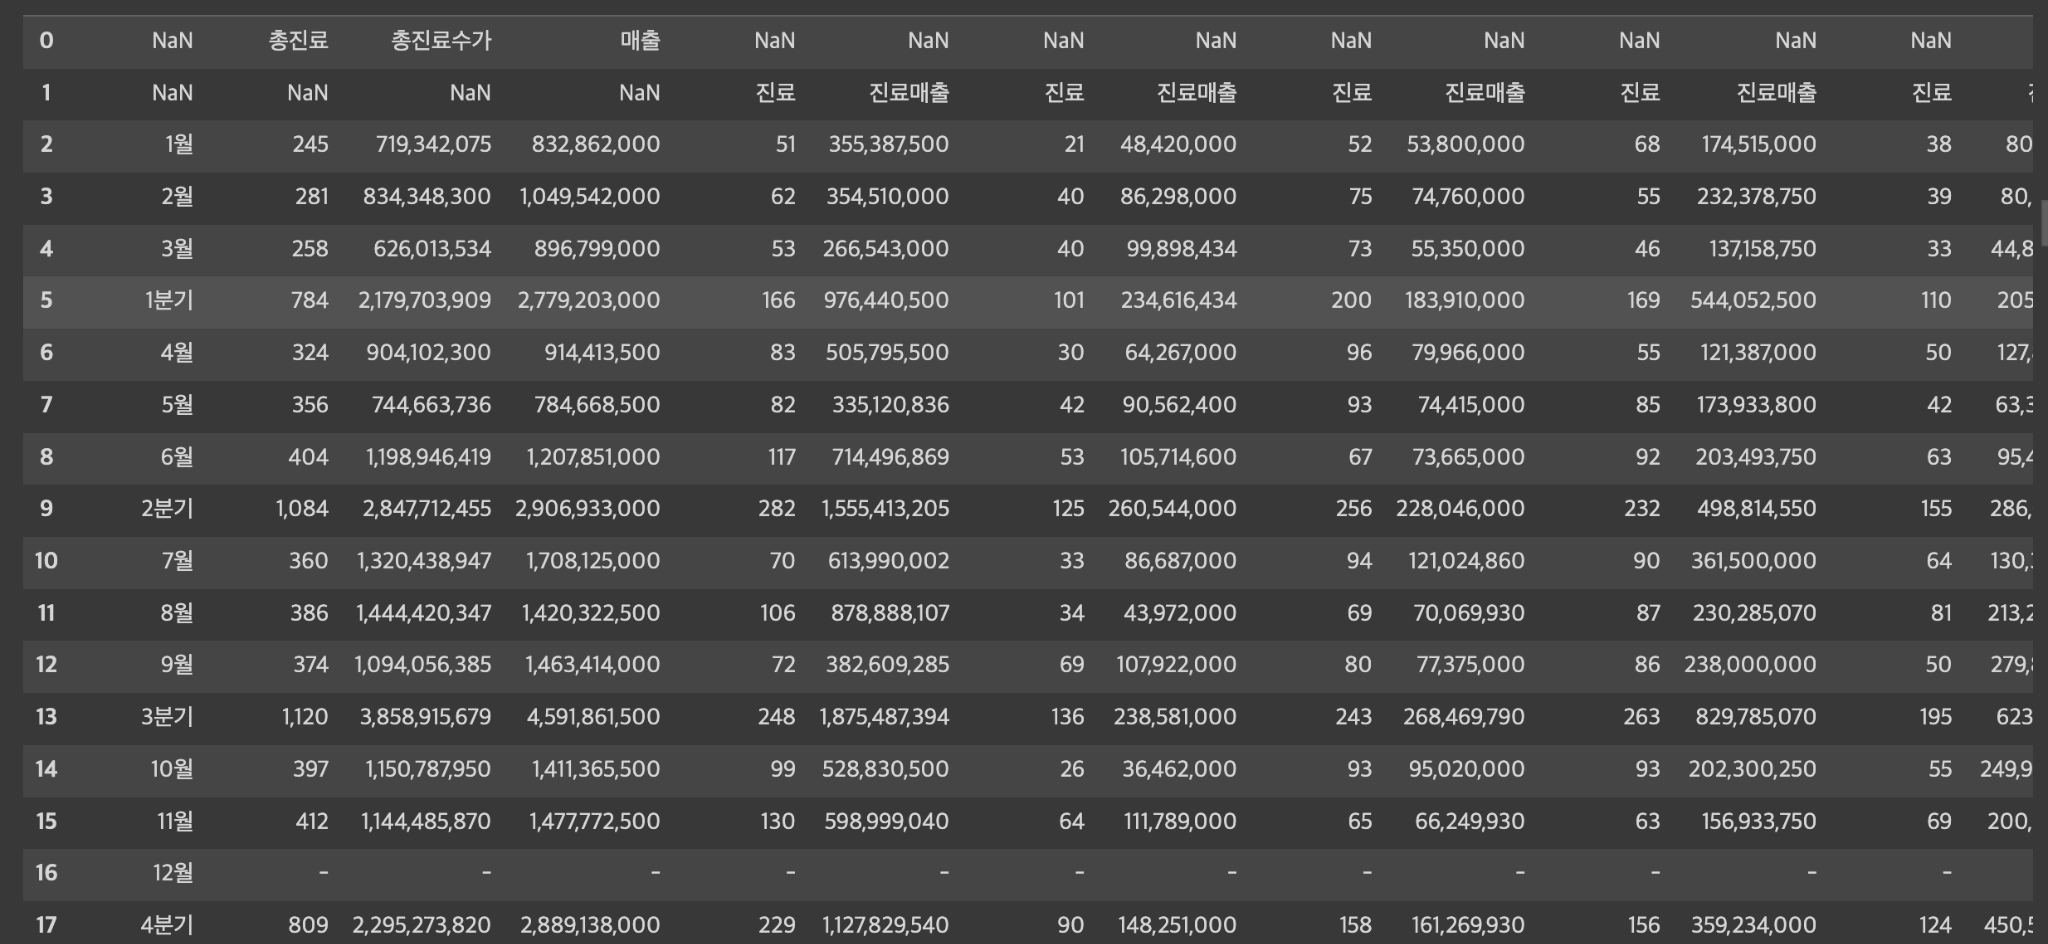 0 NaN 총진료 총진료수가 매출 NaN NaN NaN NaN NaN NaN NaN NaN NaN
1 NaN NaN NaN NaN 진료 진료매출 진료 진료매출 진료 진료매출 진료 진료매출 진료
2 1월 245 719,342,075 832,862,000 51 355,387,500 21 48,420,000 52 53,800,000 68 174,515,000 38 80
3 2월 281 834,348,300 1,049,542,000 62 354,510,000 40 86,298,000 75 74,760,000 55 232,378,750 39 80,
4 3월 258 626,013,534 896,799,000 53 266,543,000 40 99,898,434 73 55,350,000 46 137,158,750 33 44,8
5 1분기 784 2,179,703,909 2,779,203,000 166 976,440,500 101 234,616,434 200 183,910,000 169 544,052,500 110 205
6 4월 324 904,102,300 914,413,500 83 505,795,500 30 64,267,000 96 79,966,000 55 121,387,000 50 127,
7 5월 356 744,663,736 784,668,500 82 335,120,836 42 90,562,400 93 74,415,000 85 173,933,800 42 63,3
8 6월 404 1,198,946,419 1,207,851,000 117 714,496,869 53 105,714,600 67 73,665,000 92 203,493,750 63 95,4
9 2분기 1,084 2,847,712,455 2,906,933,000 282 1,555,413,205 125 260,544,000 256 228,046,000 232 498,814,550 155 286,
10 7월 360 1,320,438,947 1,708,125,000 70 613,990,002 33 86,687,000 94 121,024,860 90 361,500,000 64 130,
11 8월 386 1,444,420,347 1,420,322,500 106 878,888,107 34 43,972,000 69 70,069,930 87 230,285,070 81 213,2
12 9월 374 1,094,056,385 1,463,414,000 72 382,609,285 69 107,922,000 80 77,375,000 86 238,000,000 50 279,
13 3분기 1,120 3,858,915,679 4,591,861,500 248 1,875,487,394 136 238,581,000 243 268,469,790 263 829,785,070 195 623
14 10월 397 1,150,787,950 1,411,365,500 99 528,830,500 26 36,462,000 93 95,020,000 93 202,300,250 55 249,9
15 11월 412 1,144,485,870 1,477,772,500 130 598,999,040 64 111,789,000 65 66,249,930 63 156,933,750 69 200,
16 12월 - - - - - - - - - - - -
17 4분기 809 2,295,273,820 2,889,138,000 229 1,127,829,540 90 148,251,000 158 161,269,930 156 359,234,000 124 450,5